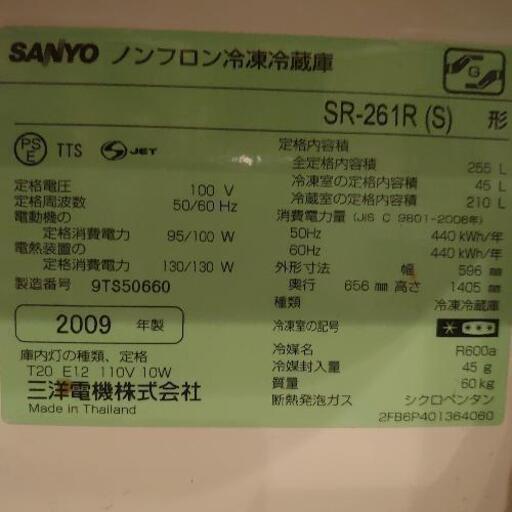 SANYO ノンフロン冷凍冷蔵庫
G
SR-261R (S) 形
PS E TTS S JET
定格電圧 100 V
定格周波数 50/60 Hz
電動機の
定格消費電力 95/100 W
電熱装置の
定格消費電力 130/130 W
製造番号 9TS50660
2009 年製
庫内灯の種類、定格
T20 E12 110V 10W
三洋電機株式会社
Made in Thailand
定格内容積
全定格内容積 255 L
冷凍室の定格内容積 45 L
冷蔵室の定格内容積 210 L
消費電力量 (JIS C 9801-2006年)
50Hz 440 kWh/年
60Hz 440 kWh/年
外形寸法 幅 596 mm
奥行 656 mm 高さ 1405 mm
種類 冷凍冷蔵庫
冷凍室の記号
冷媒名 R600a
冷媒封入量 45 g
質量 60 kg
断熱発泡ガス シクロペンタン
2FB6P401364060